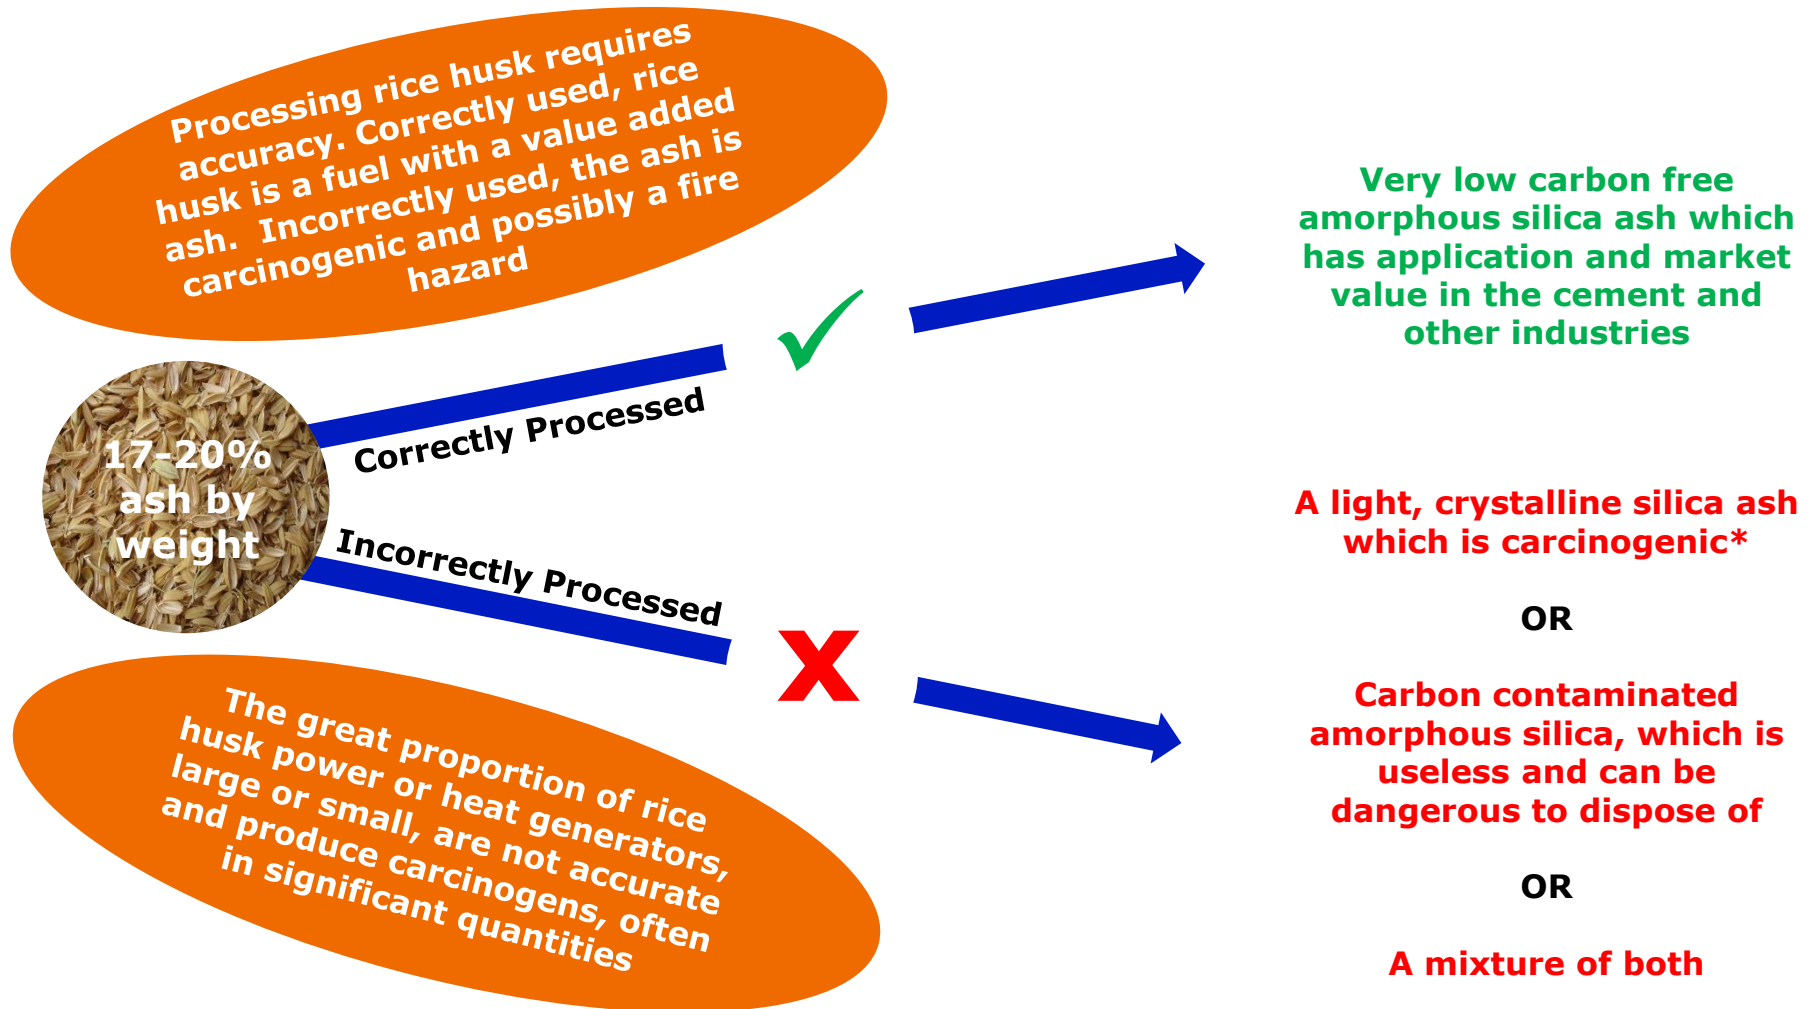 Processing rice husk requires
accuracy. Correctly used, rice
husk is a fuel with a value added
ash.  Incorrectly used, the ash is
carcinogenic and possibly a fire
hazard
Very low carbon free
amorphous silica ash which
has application and market
value in the cement and
other industries
Correctly Processed
17-20%
ash by
weight
Incorrectly Processed
X
A light, crystalline silica ash
which is carcinogenic*
OR
Carbon contaminated
amorphous silica, which is
useless and can be
dangerous to dispose of
OR
A mixture of both
The great proportion of rice
husk power or heat generators,
large or small, are not accurate
and produce carcinogens, often
in significant quantities